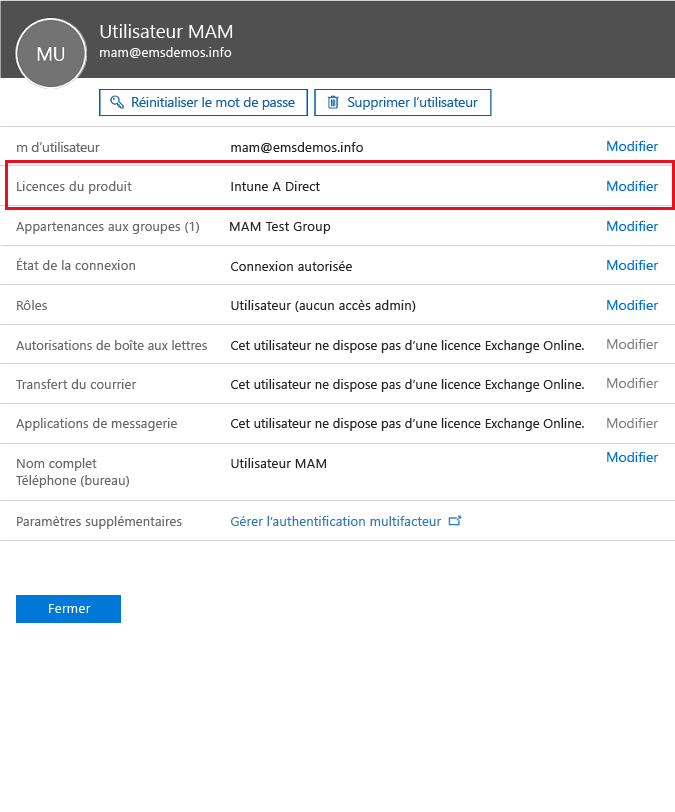 MU
Utilisateur MAM
mam@emsdemos.info
Réinitialiser le mot de passe
Supprimer l'utilisateur
m d'utilisateur mam@emsdemos.info Modifier
Licences du produit Intune A Direct Modifier
Appartenances aux groupes (1) MAM Test Group Modifier
État de la connexion Connexion autorisée Modifier
Rôles Utilisateur (aucun accès admin) Modifier
Autorisations de boîte aux lettres Cet utilisateur ne dispose pas d'une licence Exchange Online. Modifier
Transfert du courrier Cet utilisateur ne dispose pas d'une licence Exchange Online. Modifier
Applications de messagerie Cet utilisateur ne dispose pas d'une licence Exchange Online. Modifier
Nom complet Utilisateur MAM Modifier
Téléphone (bureau)
Paramètres supplémentaires Gérer l'authentification multifacteur
Fermer